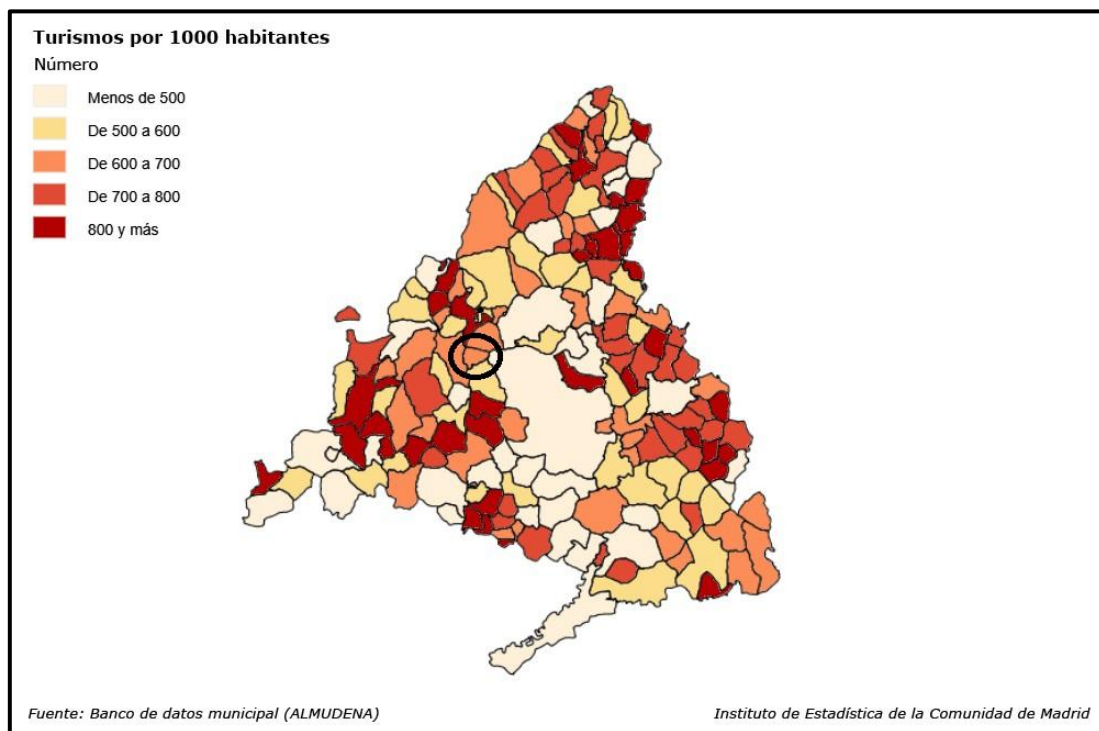 Turismos por 1000 habitantes
Número
Menos de 500
De 500 a 600
De 600 a 700
De 700 a 800
800 y más
Fuente: Banco de datos municipal (ALMUDENA)
Instituto de Estadística de la Comunidad de Madrid